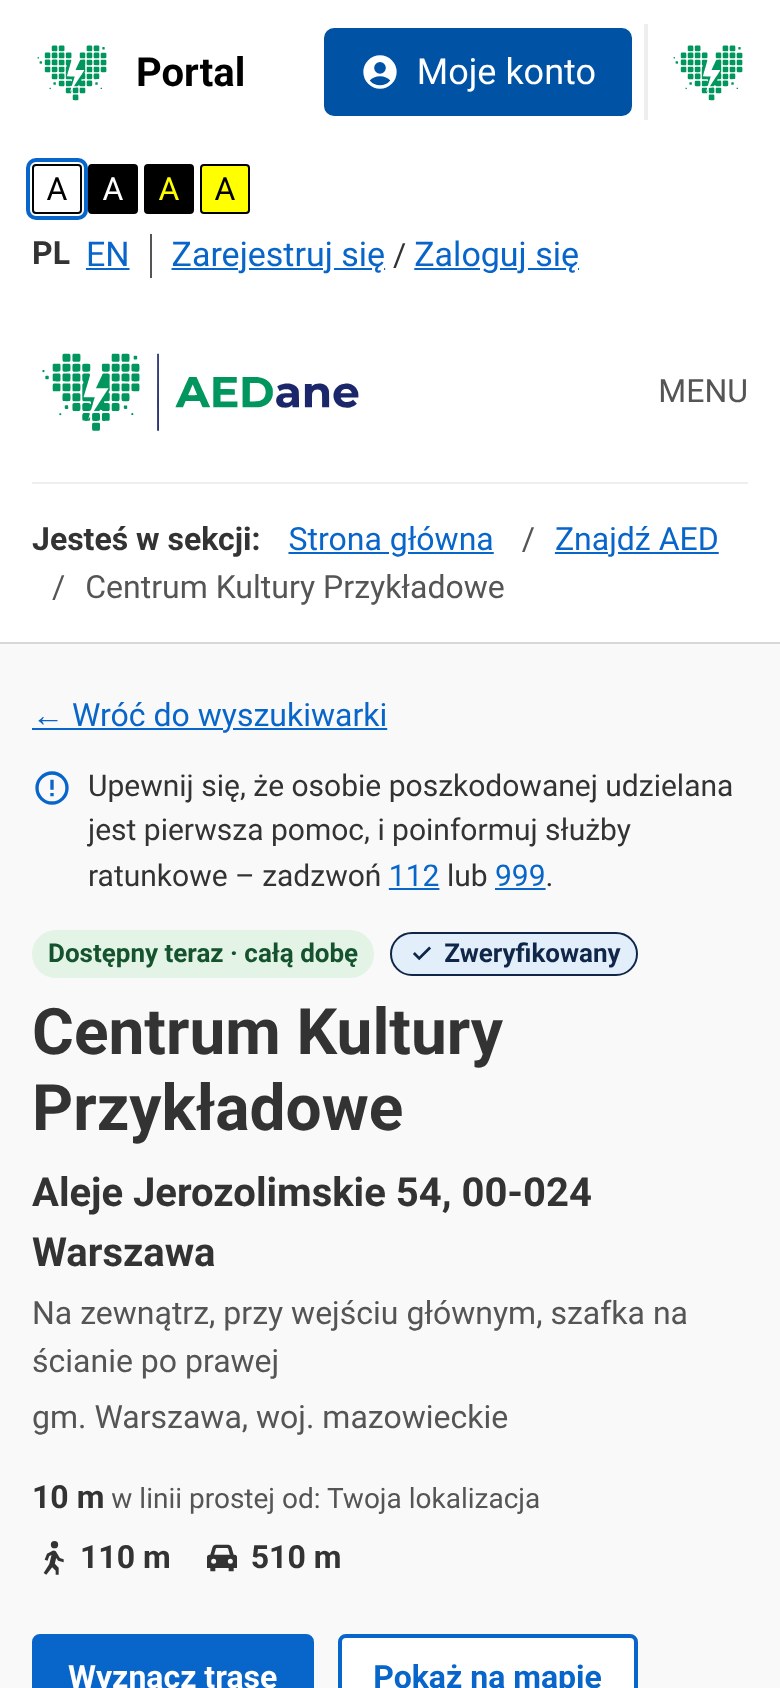 Portal
Moje konto
A A A A
PL EN | Zarejestruj się / Zaloguj się
AEDane
MENU
Jesteś w sekcji: Strona główna / Znajdź AED
/ Centrum Kultury Przykładowe
← Wróć do wyszukiwarki
Upewnij się, że osobie poszkodowanej udzielana
jest pierwsza pomoc, i poinformuj służby
ratunkowe – zadzwoń 112 lub 999.
Dostępny teraz · całą dobę
✓ Zweryfikowany
Centrum Kultury
Przykładowe
Aleje Jerozolimskie 54, 00-024
Warszawa
Na zewnątrz, przy wejściu głównym, szafka na
ścianie po prawej
gm. Warszawa, woj. mazowieckie
10 m w linii prostej od: Twoja lokalizacja
110 m 510 m
Wyznacz trasę
Pokaż na mapie